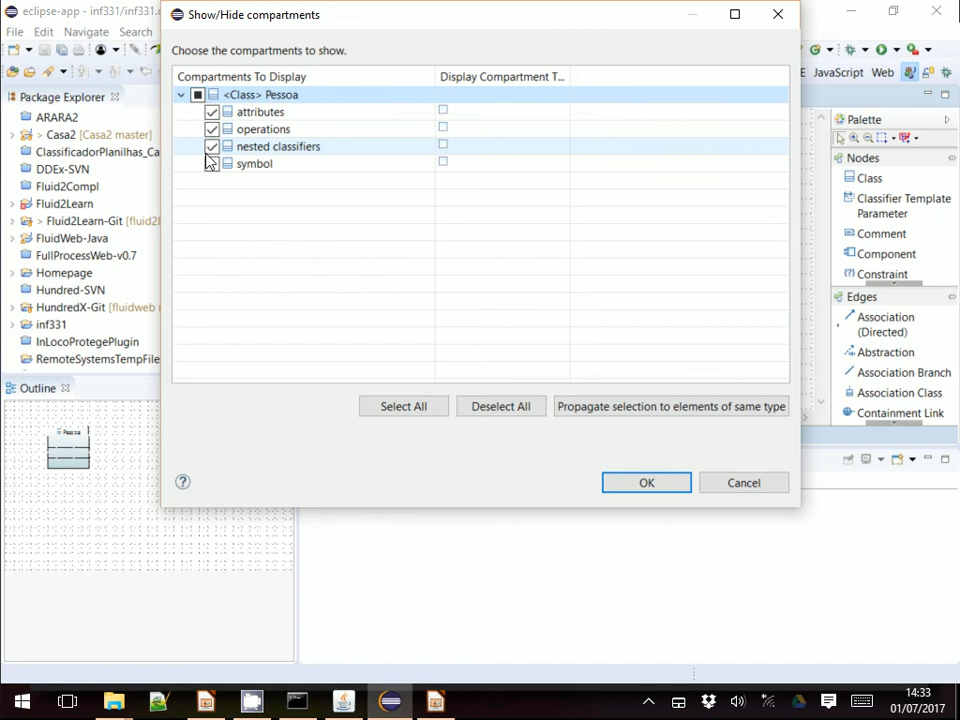 eclipse-app - inf331/inf331.
Show/Hide compartments
File Edit Navigate Search
Choose the compartments to show.
Compartments To Display
Display Compartment T...
JavaScript Web
<Class> Pessoa
attributes
operations
nested classifiers
symbol
Package Explorer
ARARA2
> Casa2 [Casa2 master]
ClassificadorPlanilhas_Ca
DDEx-SVN
Fluid2Compl
Fluid2Learn
> Fluid2Learn-Git [fluid2l
FluidWeb-Java
FullProcessWeb-v0.7
Homepage
Hundred-SVN
HundredX-Git [fluidweb r
inf331
InLocoProtegePlugin
RemoteSystemsTempFile
Palette
Nodes
Class
Classifier Template
Parameter
Comment
Component
Constraint
Edges
Association
(Directed)
Abstraction
Association Branch
Association Class
Containment Link
Select All
Deselect All
Propagate selection to elements of same type
Outline
Pessoa
OK
Cancel
14:33
01/07/2017